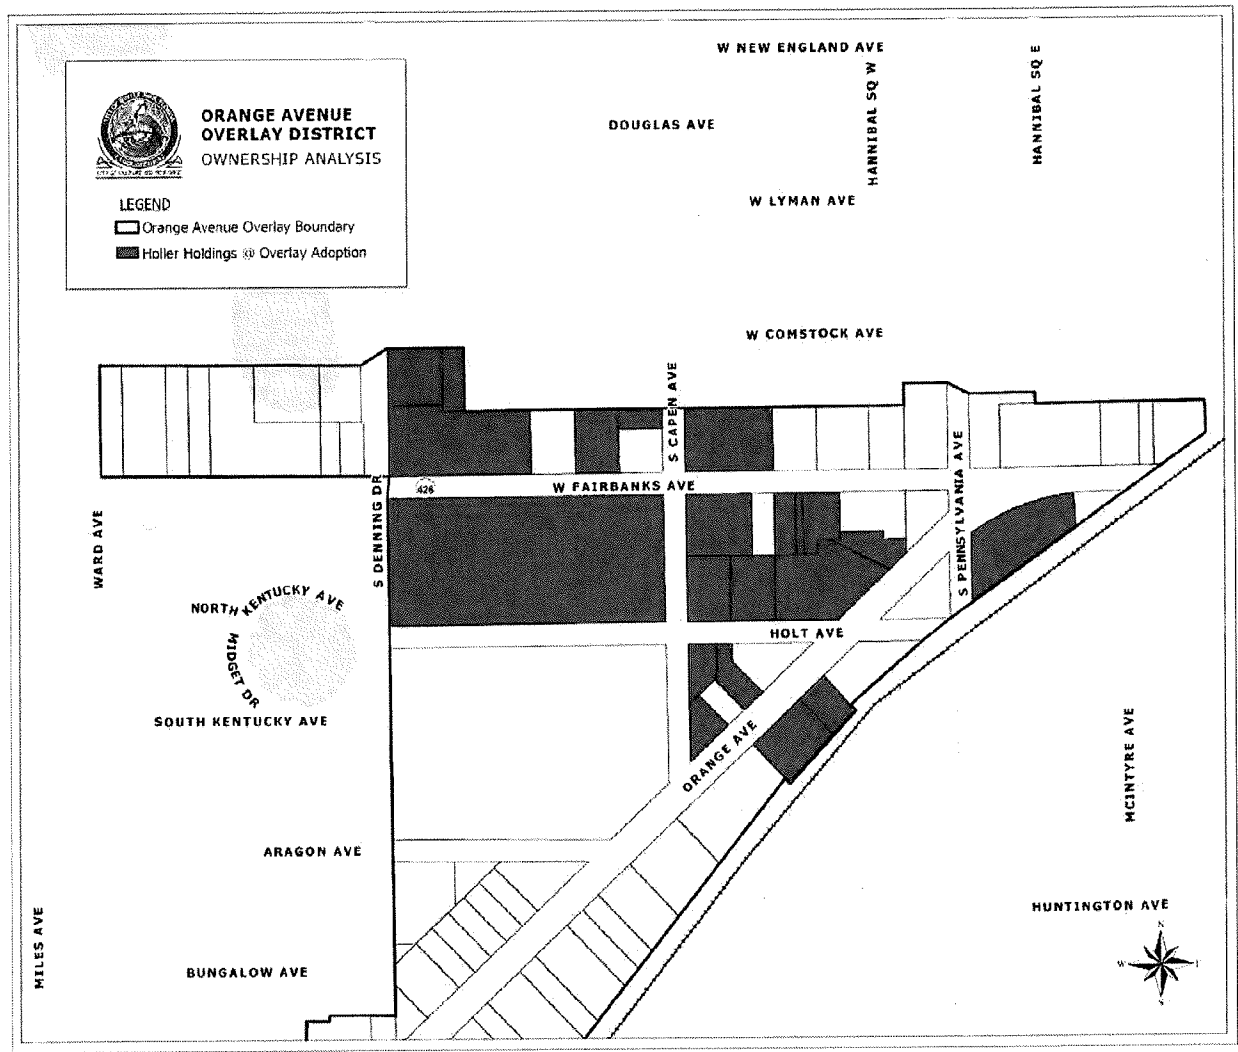 W NEW ENGLAND AVE
HANNIBAL SQ W
HANNIBAL SQ E
ORANGE AVENUE
OVERLAY DISTRICT
OWNERSHIP ANALYSIS
DOUGLAS AVE
LEGEND
Orange Avenue Overlay Boundary
Holler Holdings @ Overlay Adoption
W LYMAN AVE
W COMSTOCK AVE
S CAPEN AVE
S PENNSYLVANIA AVE
W FAIRBANKS AVE
426
S DENNING DR
WARD AVE
NORTH KENTUCKY AVE
MIDGET DR
HOLT AVE
SOUTH KENTUCKY AVE
ORANGE AVE
MCINTYRE AVE
ARAGON AVE
HUNTINGTON AVE
MILES AVE
BUNGALOW AVE
N
W
E
S